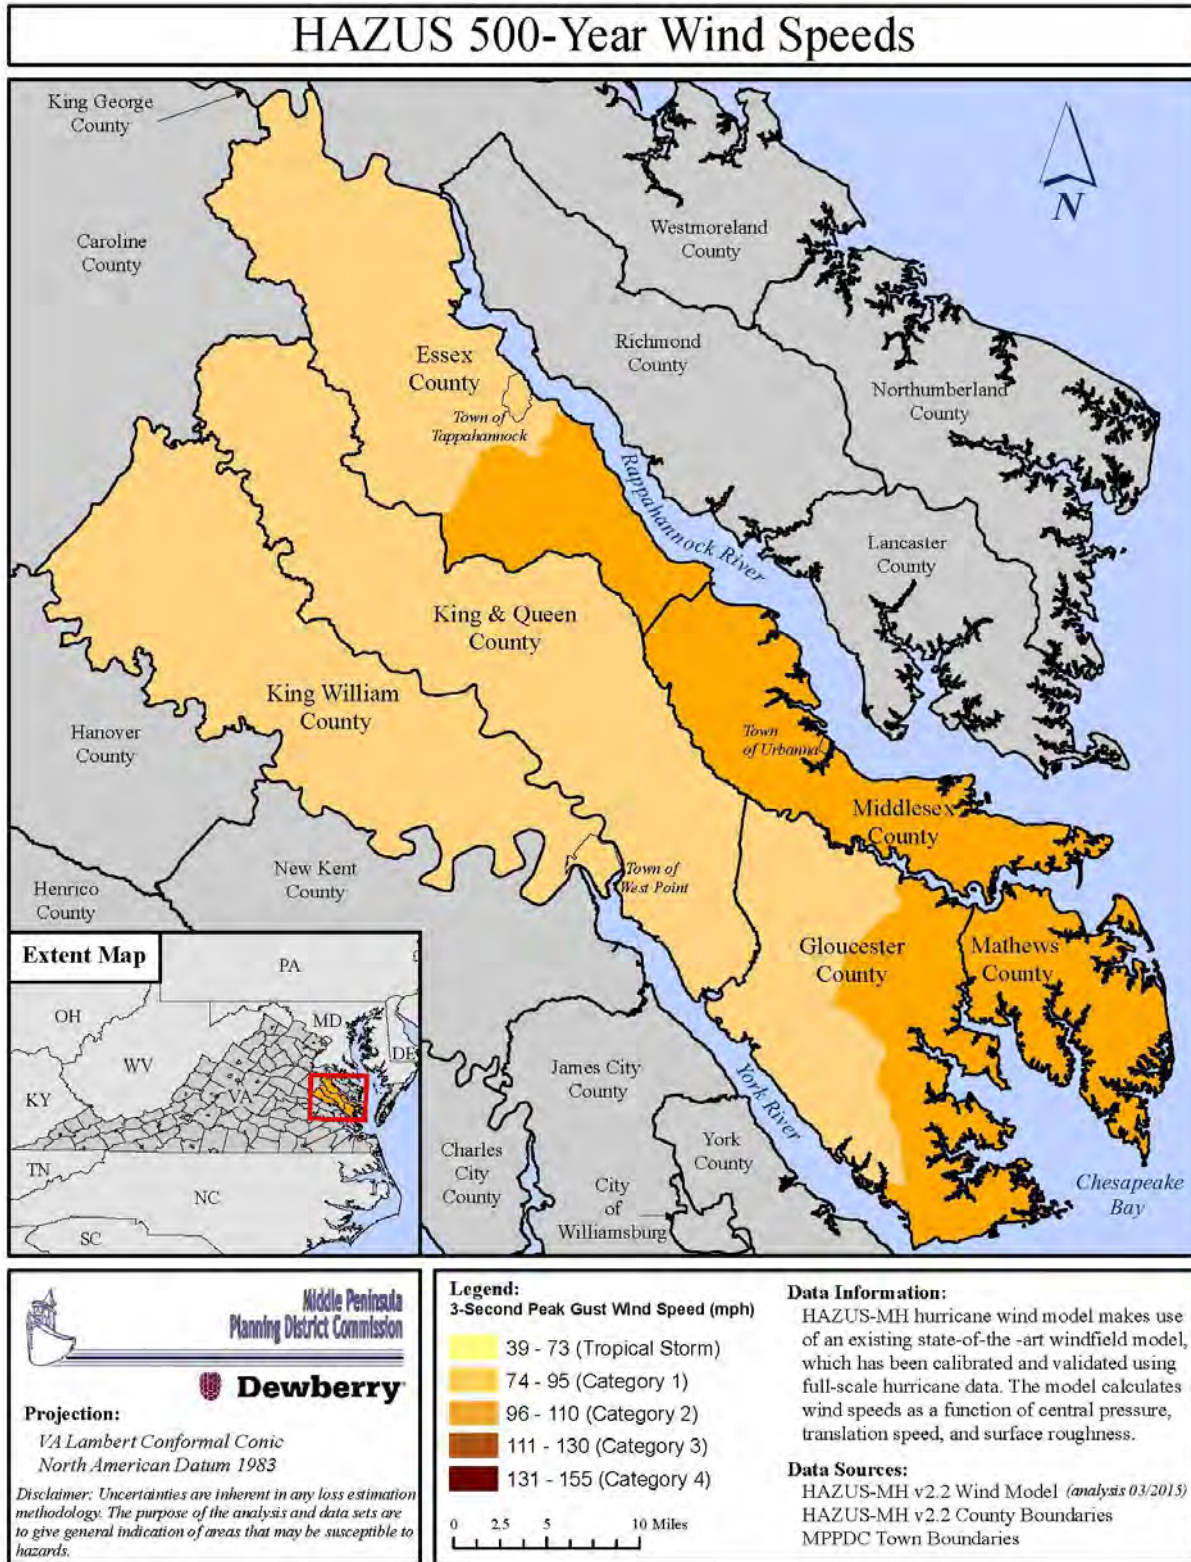 HAZUS 500-Year Wind Speeds
King George
County
Caroline
County
Westmoreland
County
N
Richmond
County
Essex
County
Northumberland
County
Town of
Tappahannock
Rappahannock River
Lancaster
County
King & Queen
County
King William
County
Hanover
County
Town
of Urbanna
Middlesex
County
New Kent
County
Town of
West Point
Henrico
County
Gloucester
County
Mathews
County
Extent Map
PA
OH
MD
DE
WV
KY
VA
TN
NC
SC
James City
County
York River
York
County
Charles
City
County
City
of
Williamsburg
Chesapeake
Bay
Middle Peninsula
Planning District Commission
Dewberry
Projection:
VA Lambert Conformal Conic
North American Datum 1983
Disclaimer: Uncertainties are inherent in any loss estimation
methodology. The purpose of the analysis and data sets are
to give general indication of areas that may be susceptible to
hazards.
Legend:
3-Second Peak Gust Wind Speed (mph)
39 - 73 (Tropical Storm)
74 - 95 (Category 1)
96 - 110 (Category 2)
111 - 130 (Category 3)
131 - 155 (Category 4)
0 2.5 5 10 Miles
Data Information:
HAZUS-MH hurricane wind model makes use
of an existing state-of-the -art windfield model,
which has been calibrated and validated using
full-scale hurricane data. The model calculates
wind speeds as a function of central pressure,
translation speed, and surface roughness.
Data Sources:
HAZUS-MH v2.2 Wind Model (analysis 03/2015)
HAZUS-MH v2.2 County Boundaries
MPPDC Town Boundaries